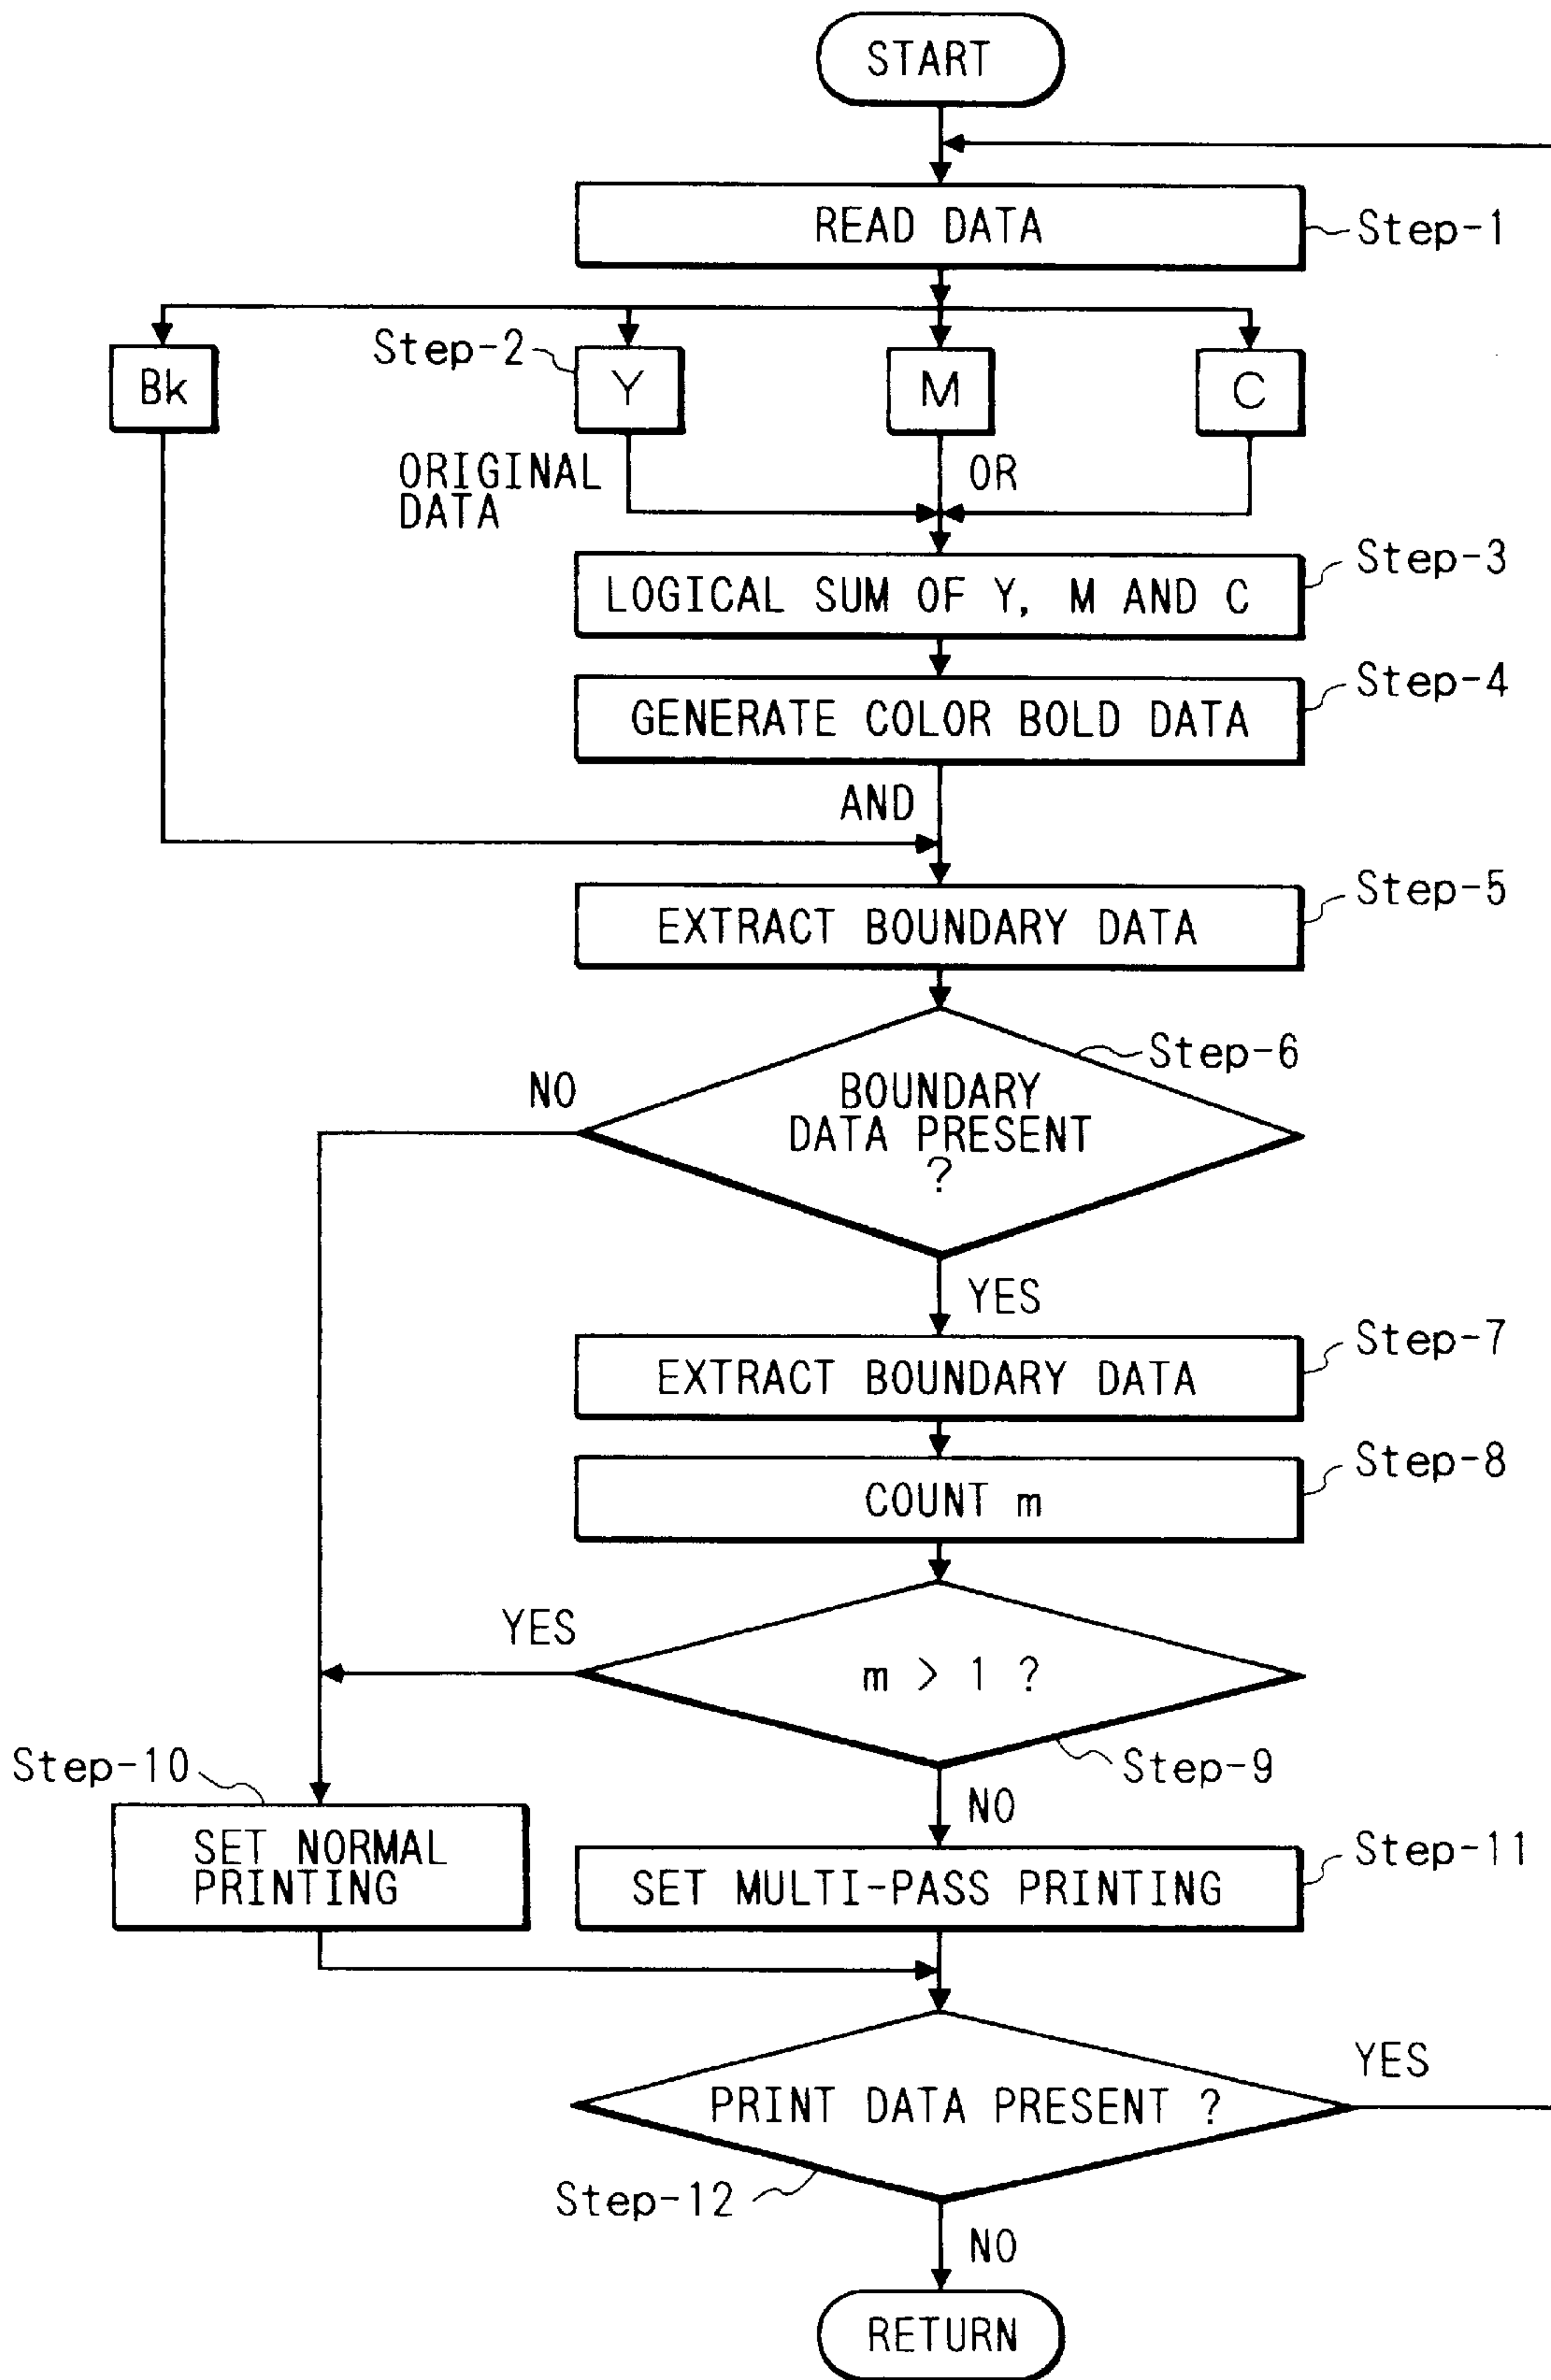 START
READ DATA
Step-1
Step-2
Bk
Y
M
C
ORIGINAL
DATA
OR
Step-3
LOGICAL SUM OF Y, M AND C
Step-4
GENERATE COLOR BOLD DATA
AND
Step-5
EXTRACT BOUNDARY DATA
Step-6
NO
BOUNDARY
DATA PRESENT
?
YES
Step-7
EXTRACT BOUNDARY DATA
Step-8
COUNT m
YES
m > 1 ?
Step-9
Step-10
NO
SET NORMAL
PRINTING
Step-11
SET MULTI-PASS PRINTING
YES
PRINT DATA PRESENT ?
Step-12
NO
RETURN